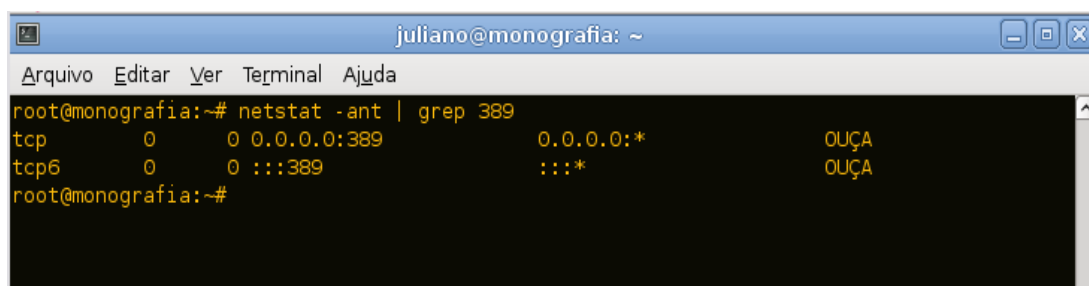 juliano@monografia: ~
Arquivo Editar Ver Terminal Ajuda
root@monografia:~# netstat -ant | grep 389
tcp 0 0 0.0.0.0:389 0.0.0.0:* OUÇA
tcp6 0 0 :::389 :::* OUÇA
root@monografia:~#